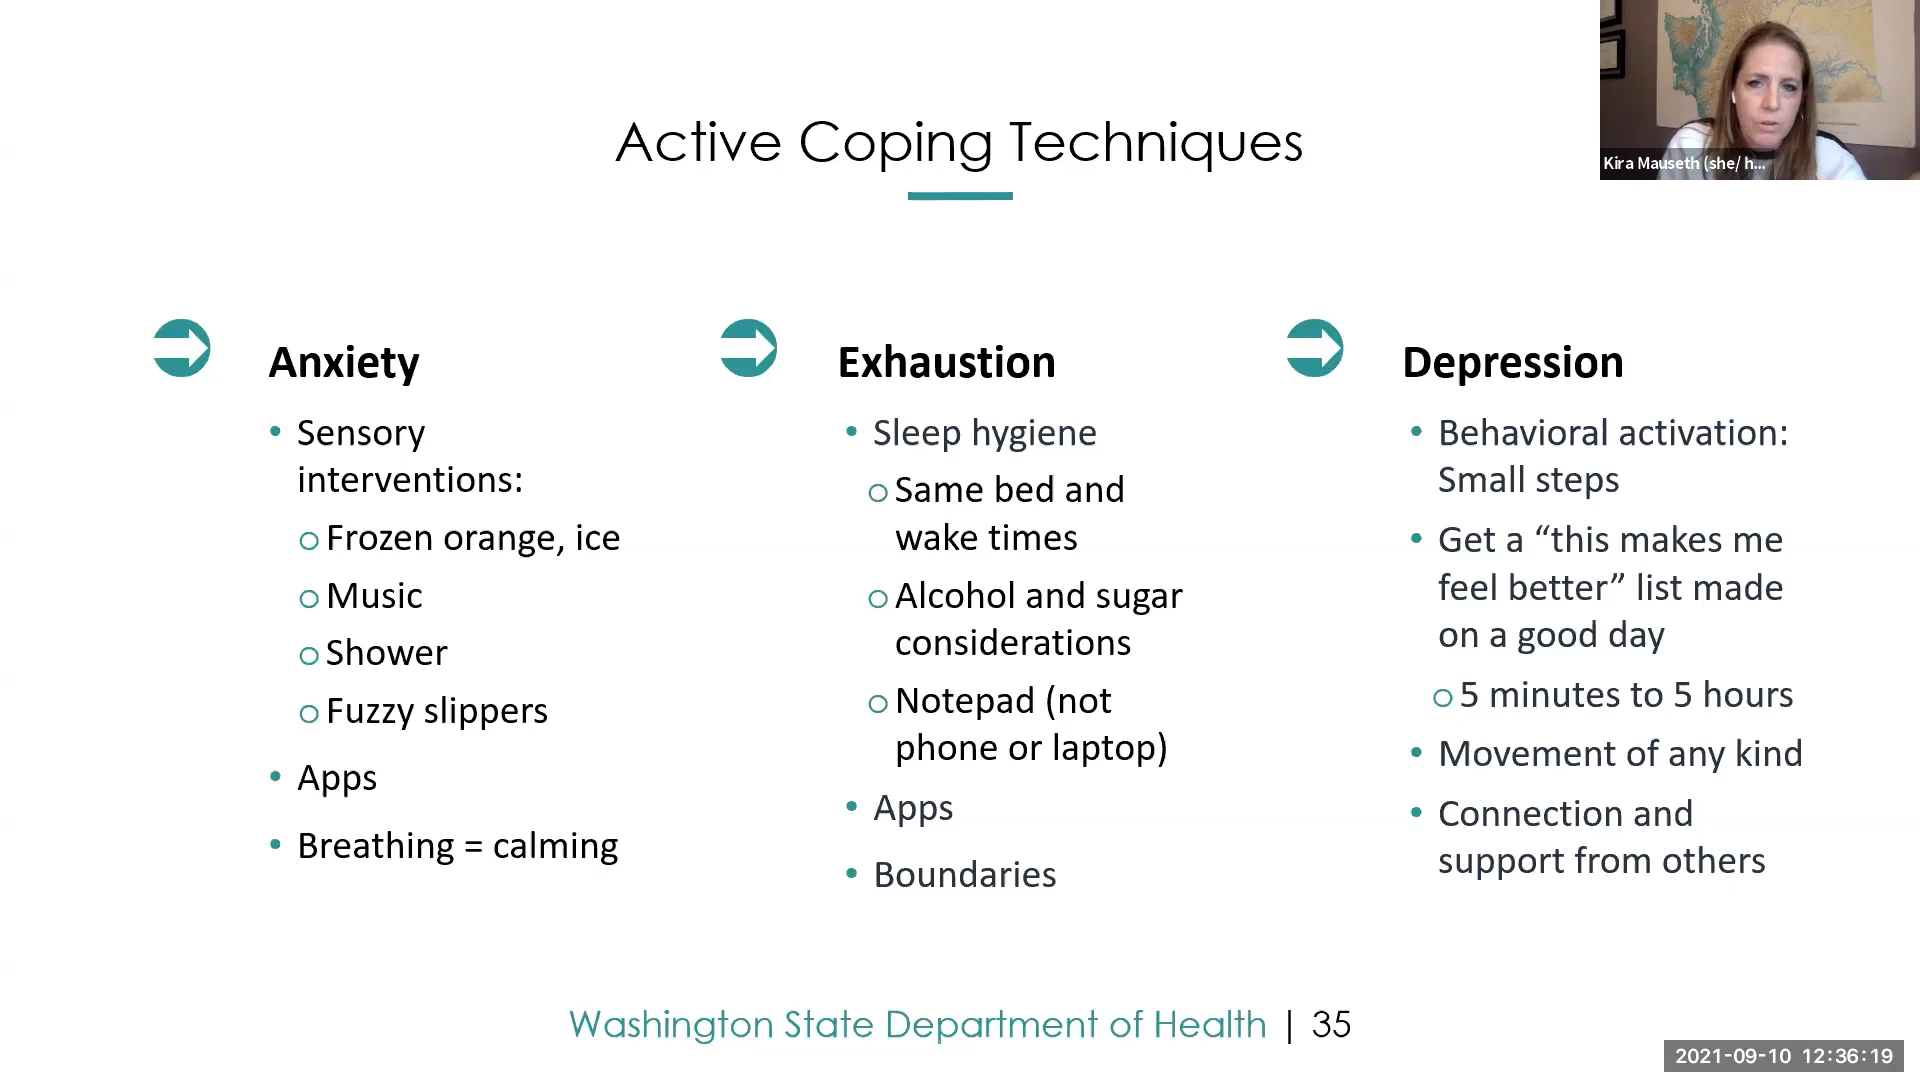 Kira Mauseth (she/ h...
Active Coping Techniques
Anxiety
• Sensory
interventions:
o Frozen orange, ice
o Music
o Shower
o Fuzzy slippers
• Apps
• Breathing = calming
Exhaustion
• Sleep hygiene
o Same bed and
wake times
o Alcohol and sugar
considerations
o Notepad (not
phone or laptop)
• Apps
• Boundaries
Depression
• Behavioral activation:
Small steps
• Get a “this makes me
feel better” list made
on a good day
o 5 minutes to 5 hours
• Movement of any kind
• Connection and
support from others
Washington State Department of Health | 35
2021-09-10 12:36:19